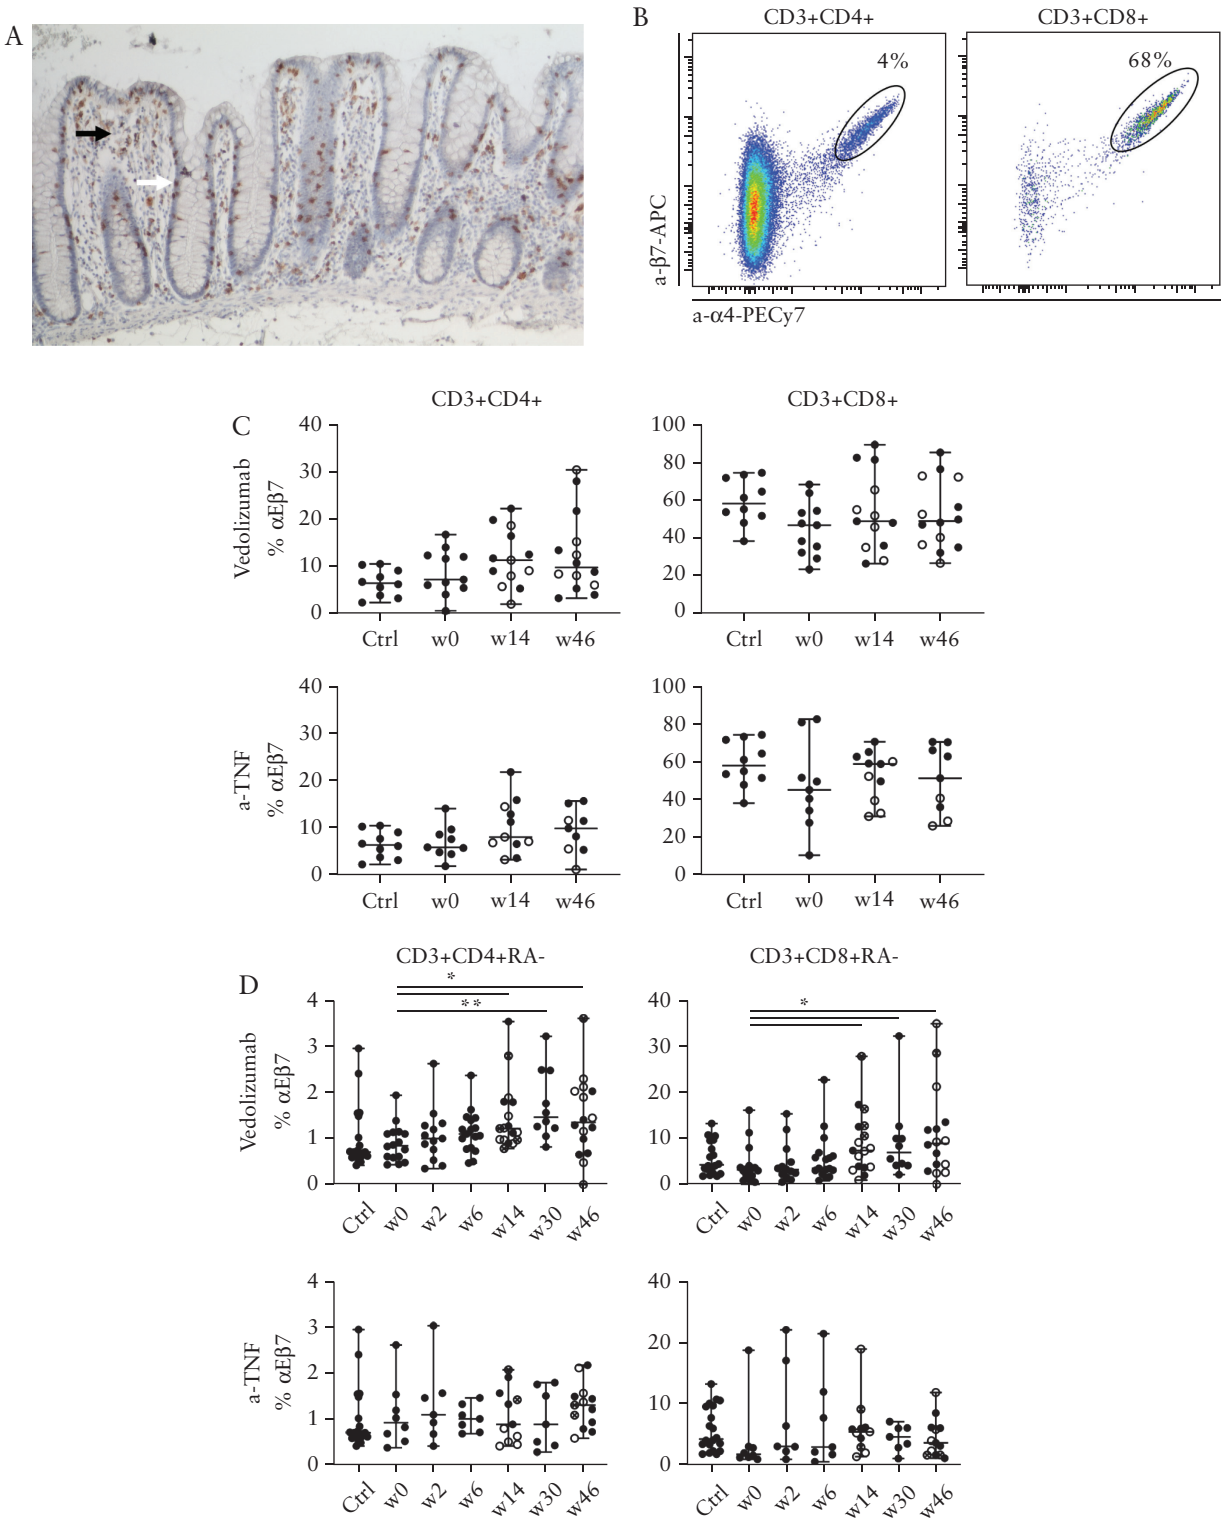 A
B
CD3+CD4+
CD3+CD8+
4%
68%
a-β7-APC
a-α4-PECy7
C
CD3+CD4+
CD3+CD8+
Vedolizumab
% αEβ7
40
30
20
10
0
Ctrl w0 w14 w46
100
80
60
40
20
0
Ctrl w0 w14 w46
a-TNF
% αEβ7
40
30
20
10
0
Ctrl w0 w14 w46
100
80
60
40
20
0
Ctrl w0 w14 w46
D
CD3+CD4+RA-
CD3+CD8+RA-
Vedolizumab
% αEβ7
*
**
4
3
2
1
0
Ctrl w0 w2 w6 w14 w30 w46
*
40
30
20
10
0
Ctrl w0 w2 w6 w14 w30 w46
a-TNF
% αEβ7
4
3
2
1
0
Ctrl w0 w2 w6 w14 w30 w46
40
20
10
0
Ctrl w0 w2 w6 w14 w30 w46